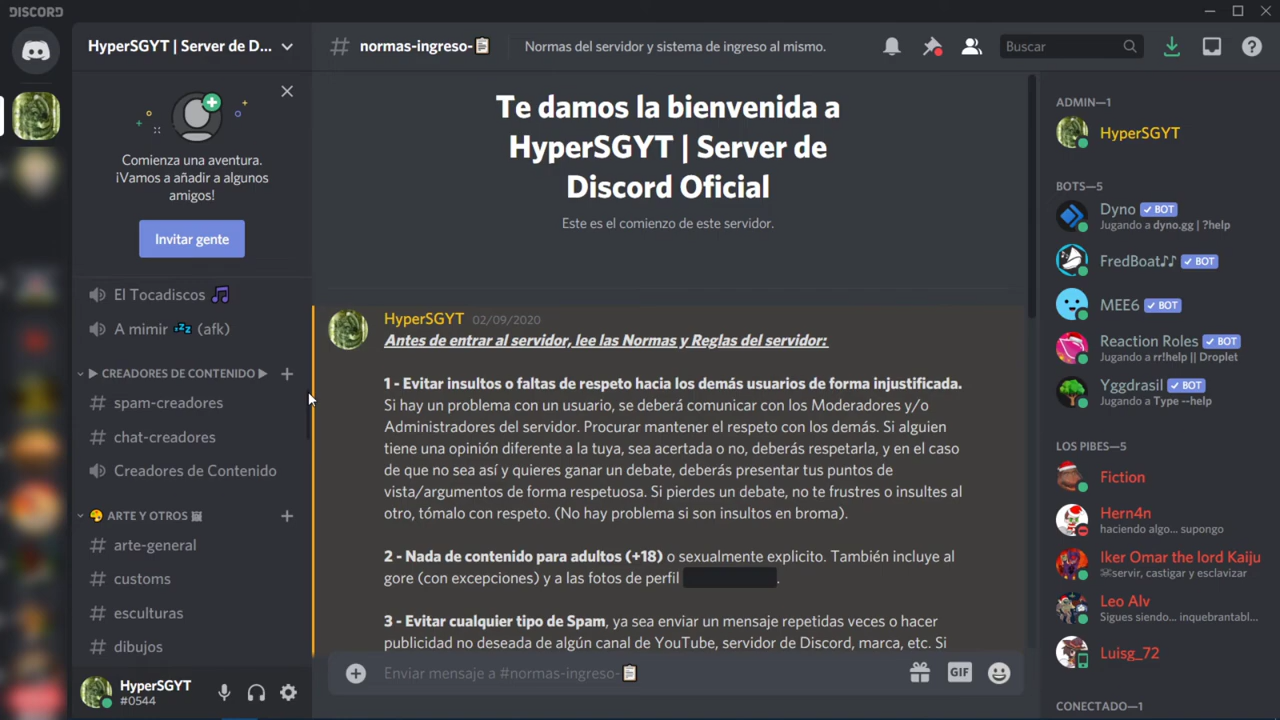 DISCORD
HyperSGYT | Server de D...
Comienza una aventura.
¡Vamos a añadir a algunos
amigos!
Invitar gente
El Tocadiscos 🎵
A mimir 💤 (afk)
▶ CREADORES DE CONTENIDO ▶
# spam-creadores
# chat-creadores
Creadores de Contenido
🎨 ARTE Y OTROS
# arte-general
# customs
# esculturas
# dibujos
HyperSGYT
#0544
# normas-ingreso-📋
Normas del servidor y sistema de ingreso al mismo.
Buscar
Te damos la bienvenida a
HyperSGYT | Server de
Discord Oficial
Este es el comienzo de este servidor.
HyperSGYT 02/09/2020
Antes de entrar al servidor, lee las Normas y Reglas del servidor:
1 - Evitar insultos o faltas de respeto hacia los demás usuarios de forma injustificada.
Si hay un problema con un usuario, se deberá comunicar con los Moderadores y/o
Administradores del servidor. Procurar mantener el respeto con los demás. Si alguien
tiene una opinión diferente a la tuya, sea acertada o no, deberás respetarla, y en el caso
de que no sea así y quieres ganar un debate, deberás presentar tus puntos de
vista/argumentos de forma respetuosa. Si pierdes un debate, no te frustres o insultes al
otro, tómalo con respeto. (No hay problema si son insultos en broma).
2 - Nada de contenido para adultos (+18) o sexualmente explicito. También incluye al
gore (con excepciones) y a las fotos de perfil .
3 - Evitar cualquier tipo de Spam, ya sea enviar un mensaje repetidas veces o hacer
publicidad no deseada de algún canal de YouTube, servidor de Discord, marca, etc. Si
Enviar mensaje a #normas-ingreso-📋
GIF
ADMIN—1
HyperSGYT
BOTS—5
Dyno ✓ BOT
Jugando a dyno.gg | ?help
FredBoat♪♪ ✓ BOT
MEE6 ✓ BOT
Reaction Roles ✓ BOT
Jugando a rr!help || Droplet
Yggdrasil ✓ BOT
Jugando a Type --help
LOS PIBES—5
Fiction
Hern4n
haciendo algo... supongo
Iker Omar the lord Kaiju
servir, castigar y esclavizar
Leo Alv
Sigues siendo... inquebrantabl...
Luisg_72
CONECTADO—1